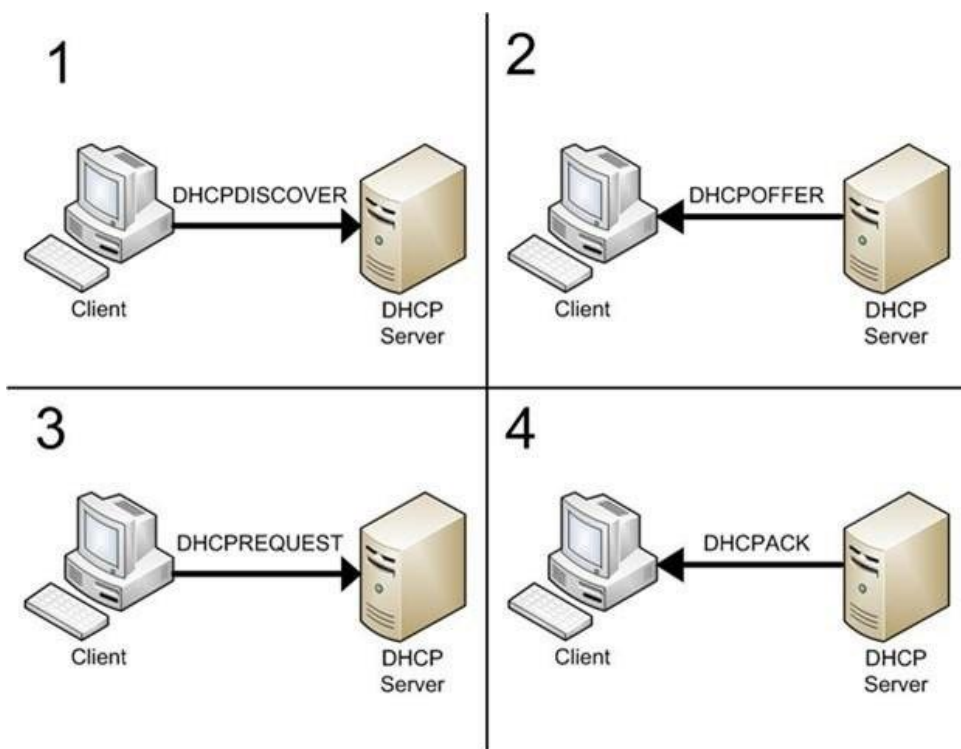 1
DHCPDISCOVER
Client
DHCP
Server
2
DHCPOFFER
Client
DHCP
Server
3
DHCPREQUEST
Client
DHCP
Server
4
DHCPACK
Client
DHCP
Server